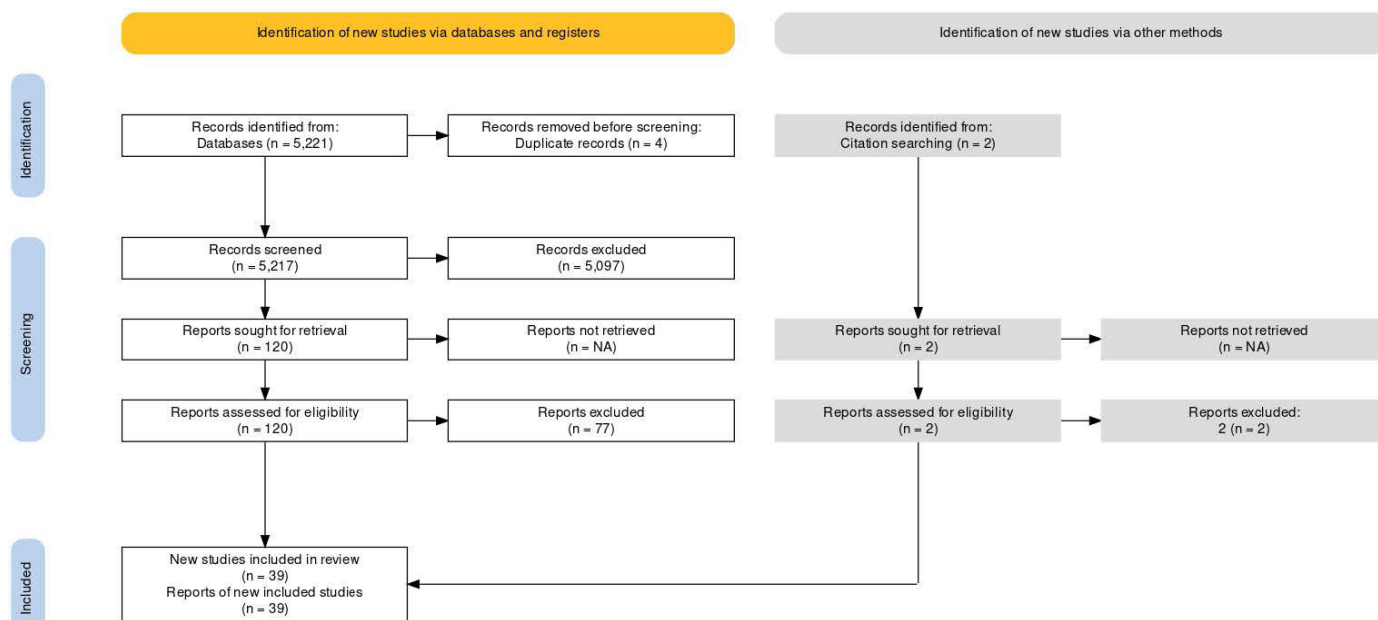 Identification of new studies via databases and registers
Identification of new studies via other methods
Identification
Records identified from:
Databases (n = 5,221)
Records removed before screening:
Duplicate records (n = 4)
Records identified from:
Citation searching (n = 2)
Screening
Records screened
(n = 5,217)
Records excluded
(n = 5,097)
Reports sought for retrieval
(n = 120)
Reports not retrieved
(n = NA)
Reports sought for retrieval
(n = 2)
Reports not retrieved
(n = NA)
Reports assessed for eligibility
(n = 120)
Reports excluded
(n = 77)
Reports assessed for eligibility
(n = 2)
Reports excluded:
2 (n = 2)
Included
New studies included in review
(n = 39)
Reports of new included studies
(n = 39)